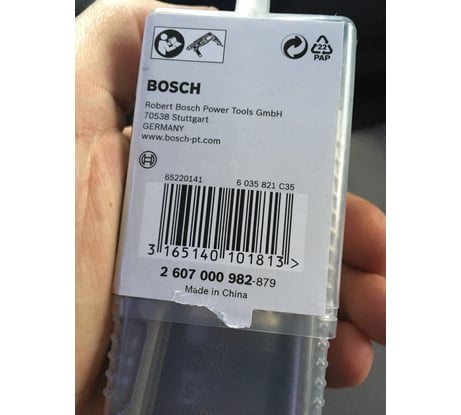 22
PAP
BOSCH
Robert Bosch Power Tools GmbH
70538 Stuttgart
GERMANY
www.bosch-pt.com
65220141 6 035 821 C35
3 165140 101813 >
2 607 000 982-879
Made in China